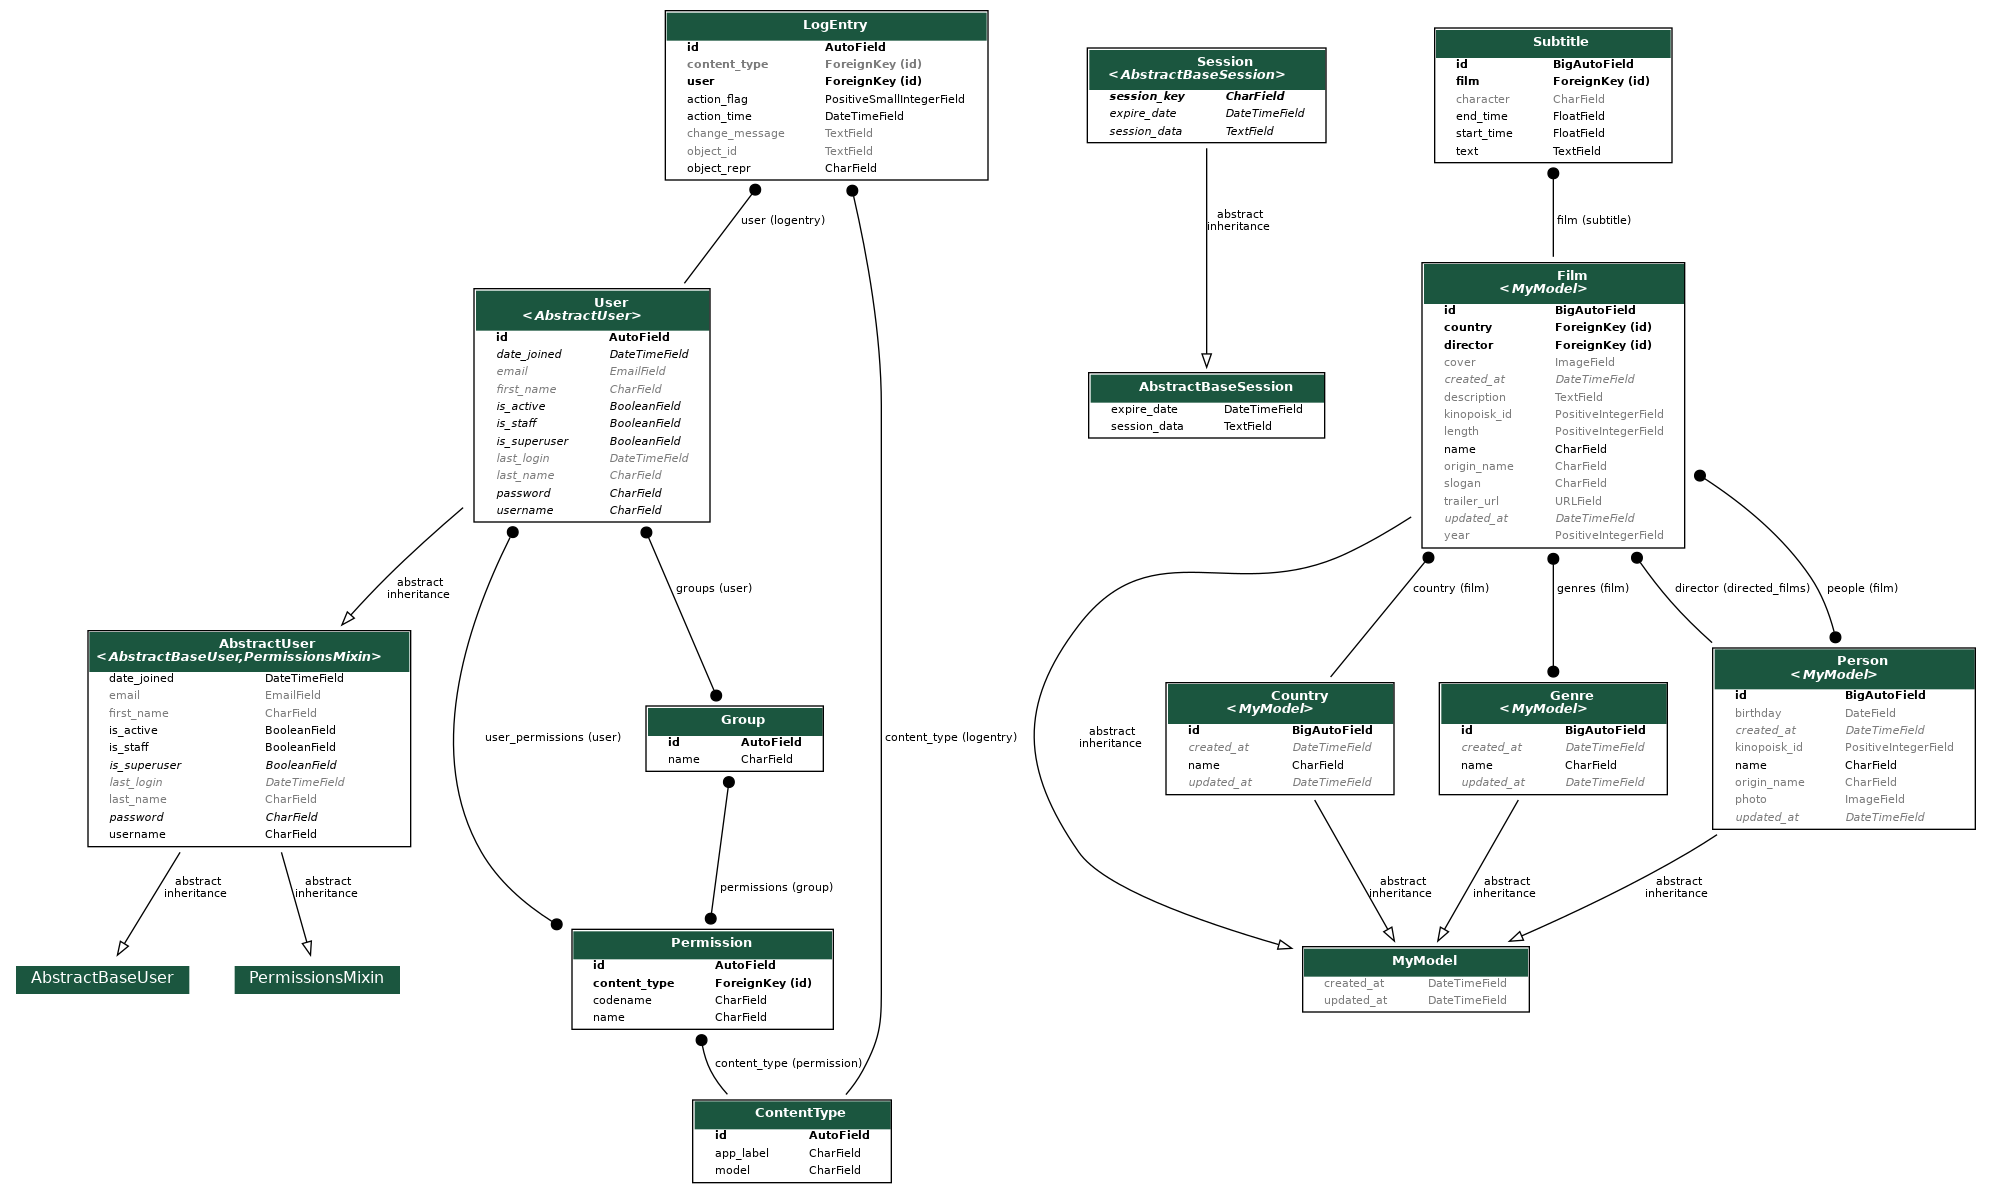 LogEntry
id AutoField
content_type ForeignKey (id)
user ForeignKey (id)
action_flag PositiveSmallIntegerField
action_time DateTimeField
change_message TextField
object_id TextField
object_repr CharField
user (logentry)
User
<AbstractUser>
id AutoField
date_joined DateTimeField
email EmailField
first_name CharField
is_active BooleanField
is_staff BooleanField
is_superuser BooleanField
last_login DateTimeField
last_name CharField
password CharField
username CharField
abstract
inheritance
groups (user)
AbstractUser
<AbstractBaseUser,PermissionsMixin>
date_joined DateTimeField
email EmailField
first_name CharField
is_active BooleanField
is_staff BooleanField
is_superuser BooleanField
last_login DateTimeField
last_name CharField
password CharField
username CharField
user_permissions (user)
Group
id AutoField
name CharField
content_type (logentry)
abstract
inheritance
abstract
inheritance
permissions (group)
AbstractBaseUser
PermissionsMixin
Permission
id AutoField
content_type ForeignKey (id)
codename CharField
name CharField
content_type (permission)
ContentType
id AutoField
app_label CharField
model CharField
Session
<AbstractBaseSession>
session_key CharField
expire_date DateTimeField
session_data TextField
abstract
inheritance
AbstractBaseSession
expire_date DateTimeField
session_data TextField
Subtitle
id BigAutoField
film ForeignKey (id)
character CharField
end_time FloatField
start_time FloatField
text TextField
film (subtitle)
Film
<MyModel>
id BigAutoField
country ForeignKey (id)
director ForeignKey (id)
cover ImageField
created_at DateTimeField
description TextField
kinopoisk_id PositiveIntegerField
length PositiveIntegerField
name CharField
origin_name CharField
slogan CharField
trailer_url URLField
updated_at DateTimeField
year PositiveIntegerField
country (film)
genres (film)
director (directed_films)
people (film)
abstract
inheritance
Country
<MyModel>
id BigAutoField
created_at DateTimeField
name CharField
updated_at DateTimeField
Genre
<MyModel>
id BigAutoField
created_at DateTimeField
name CharField
updated_at DateTimeField
Person
<MyModel>
id BigAutoField
birthday DateField
created_at DateTimeField
kinopoisk_id PositiveIntegerField
name CharField
origin_name CharField
photo ImageField
updated_at DateTimeField
abstract
inheritance
abstract
inheritance
abstract
inheritance
MyModel
created_at DateTimeField
updated_at DateTimeField